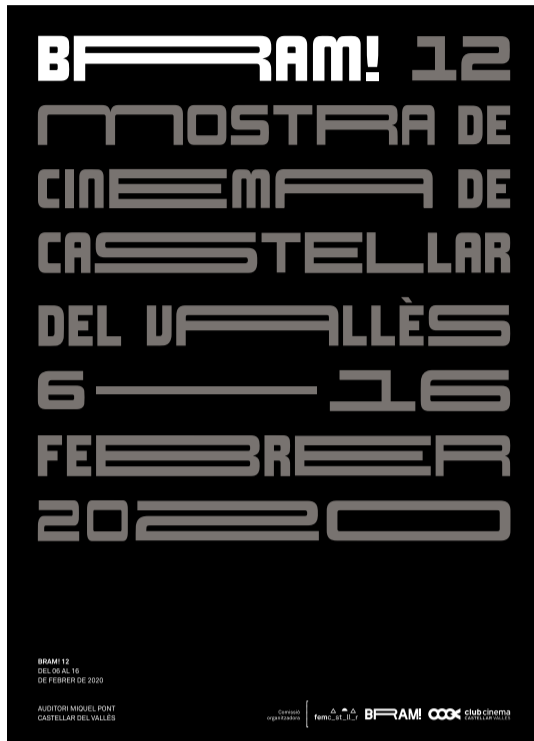 BRAM! 12
MOSTRA DE
CINEMA DE
CASTELLAR
DEL VALLÈS
6 — 16
FEBRER
2020
BRAM! 12
DEL 06 AL 16
DE FEBRER DE 2020
AUDITORI MIQUEL PONT
CASTELLAR DEL VALLÈS
Comissió
organitzadora
femc_st_ll_r
BRAM!
club cinema
CASTELLAR VALLÈS